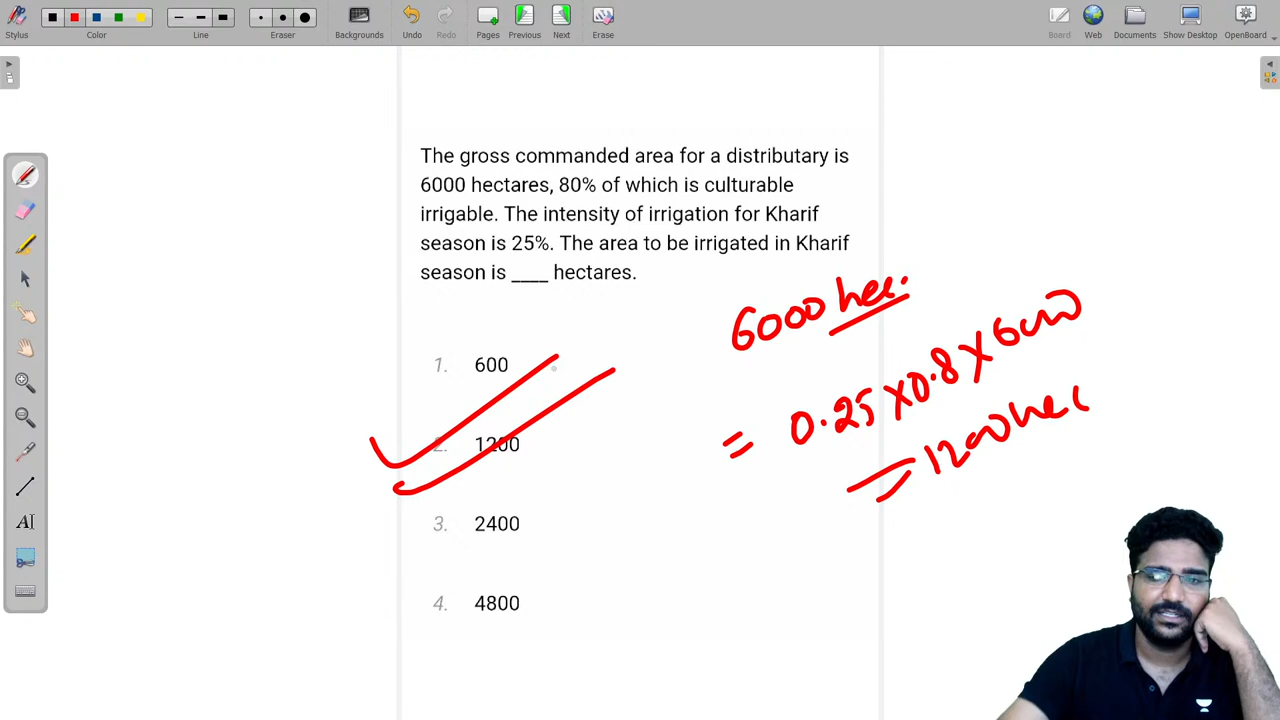 Stylus
Color
Line
Eraser
Backgrounds
Undo
Redo
Pages
Previous
Next
Erase
Board
Web
Documents
Show Desktop
OpenBoard
The gross commanded area for a distributary is
6000 hectares, 80% of which is culturable
irrigable. The intensity of irrigation for Kharif
season is 25%. The area to be irrigated in Kharif
season is ____ hectares.
1. 600
2. 1200
3. 2400
4. 4800
6000 hec.
= 0.25 X 0.8 X 6000
= 1200 hec
AI